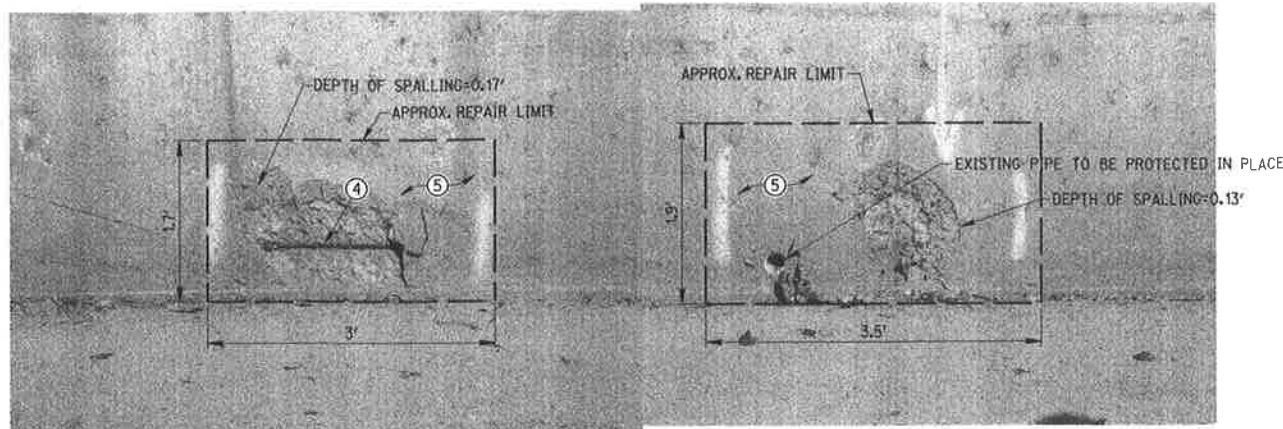 DEPTH OF SPALLING=0.17'
APPROX. REPAIR LIMIT
④
⑤
1.7'
3'
APPROX. REPAIR LIMIT
EXISTING PIPE TO BE PROTECTED IN PLACE
⑤
DEPTH OF SPALLING=0.13'
1.9'
3.5'